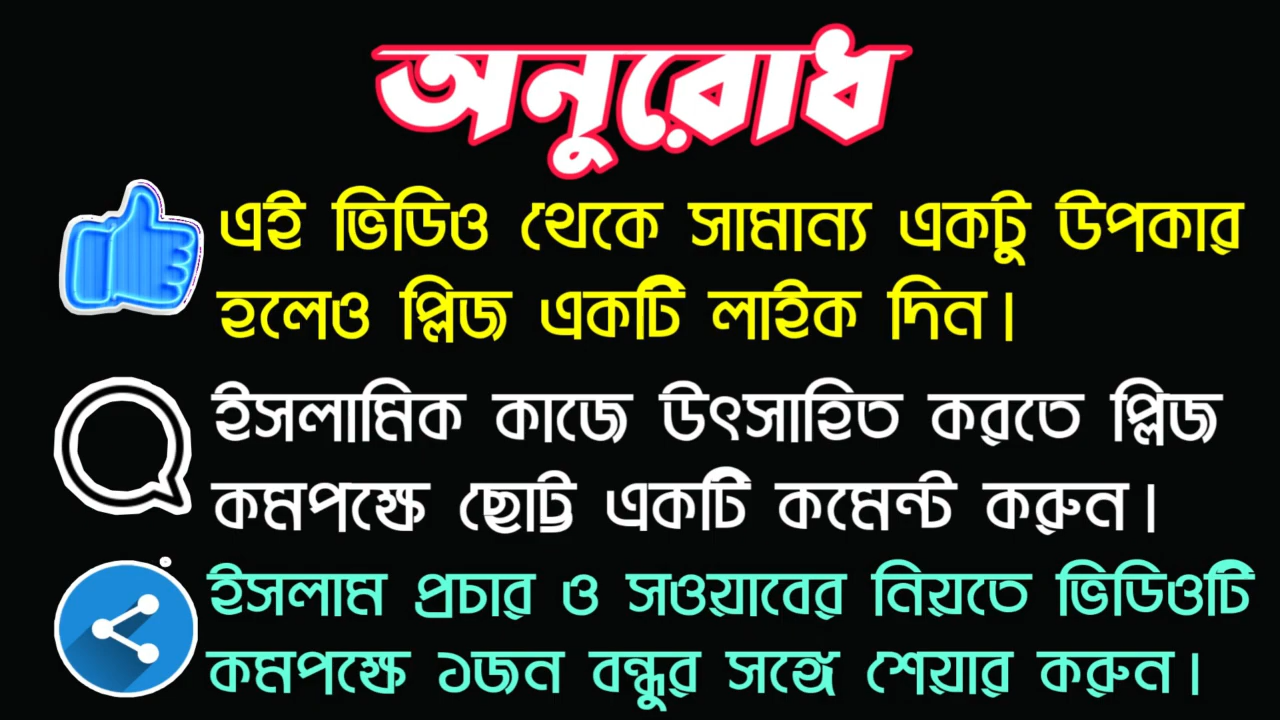 অনুরোধ
এই ভিডিও থেকে সামান্য একটু উপকার
হলেও প্লিজ একটি লাইক দিন।
ইসলামিক কাজে উৎসাহিত করতে প্লিজ
কমপক্ষে ছোট্ট একটি কমেন্ট করুন।
ইসলাম প্রচার ও সওয়াবের নিয়তে ভিডিওটি
কমপক্ষে ১জন বন্ধুর সঙ্গে শেয়ার করুন।